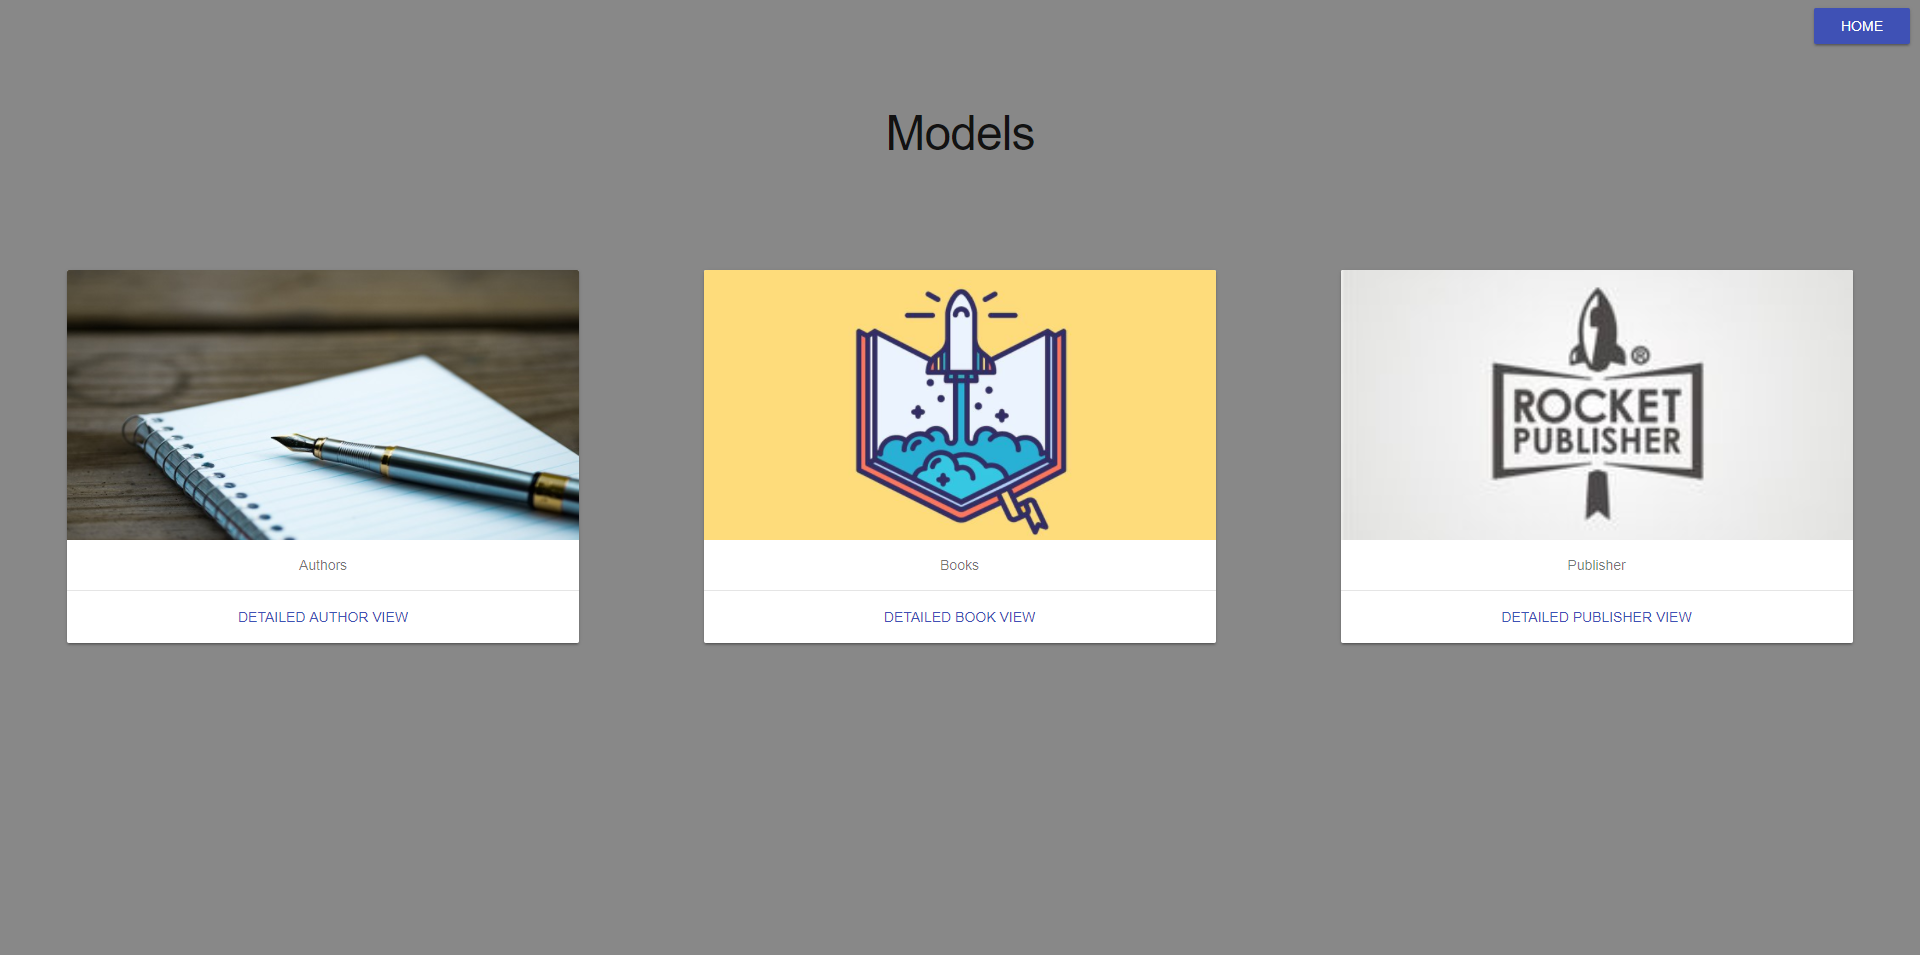 HOME
Models
ROCKET
PUBLISHER
Authors
Books
Publisher
DETAILED AUTHOR VIEW
DETAILED BOOK VIEW
DETAILED PUBLISHER VIEW